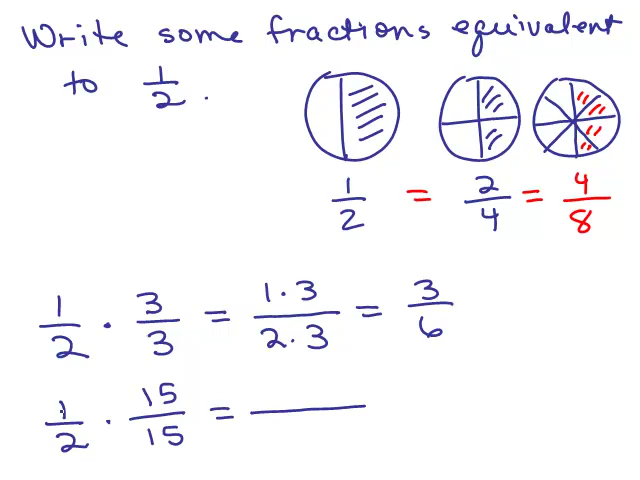 Write some fractions equivalent
to 1/2 .
1/2 = 2/4 = 4/8
1/2 · 3/3 = 1·3/2·3 = 3/6
1/2 · 15/15 =